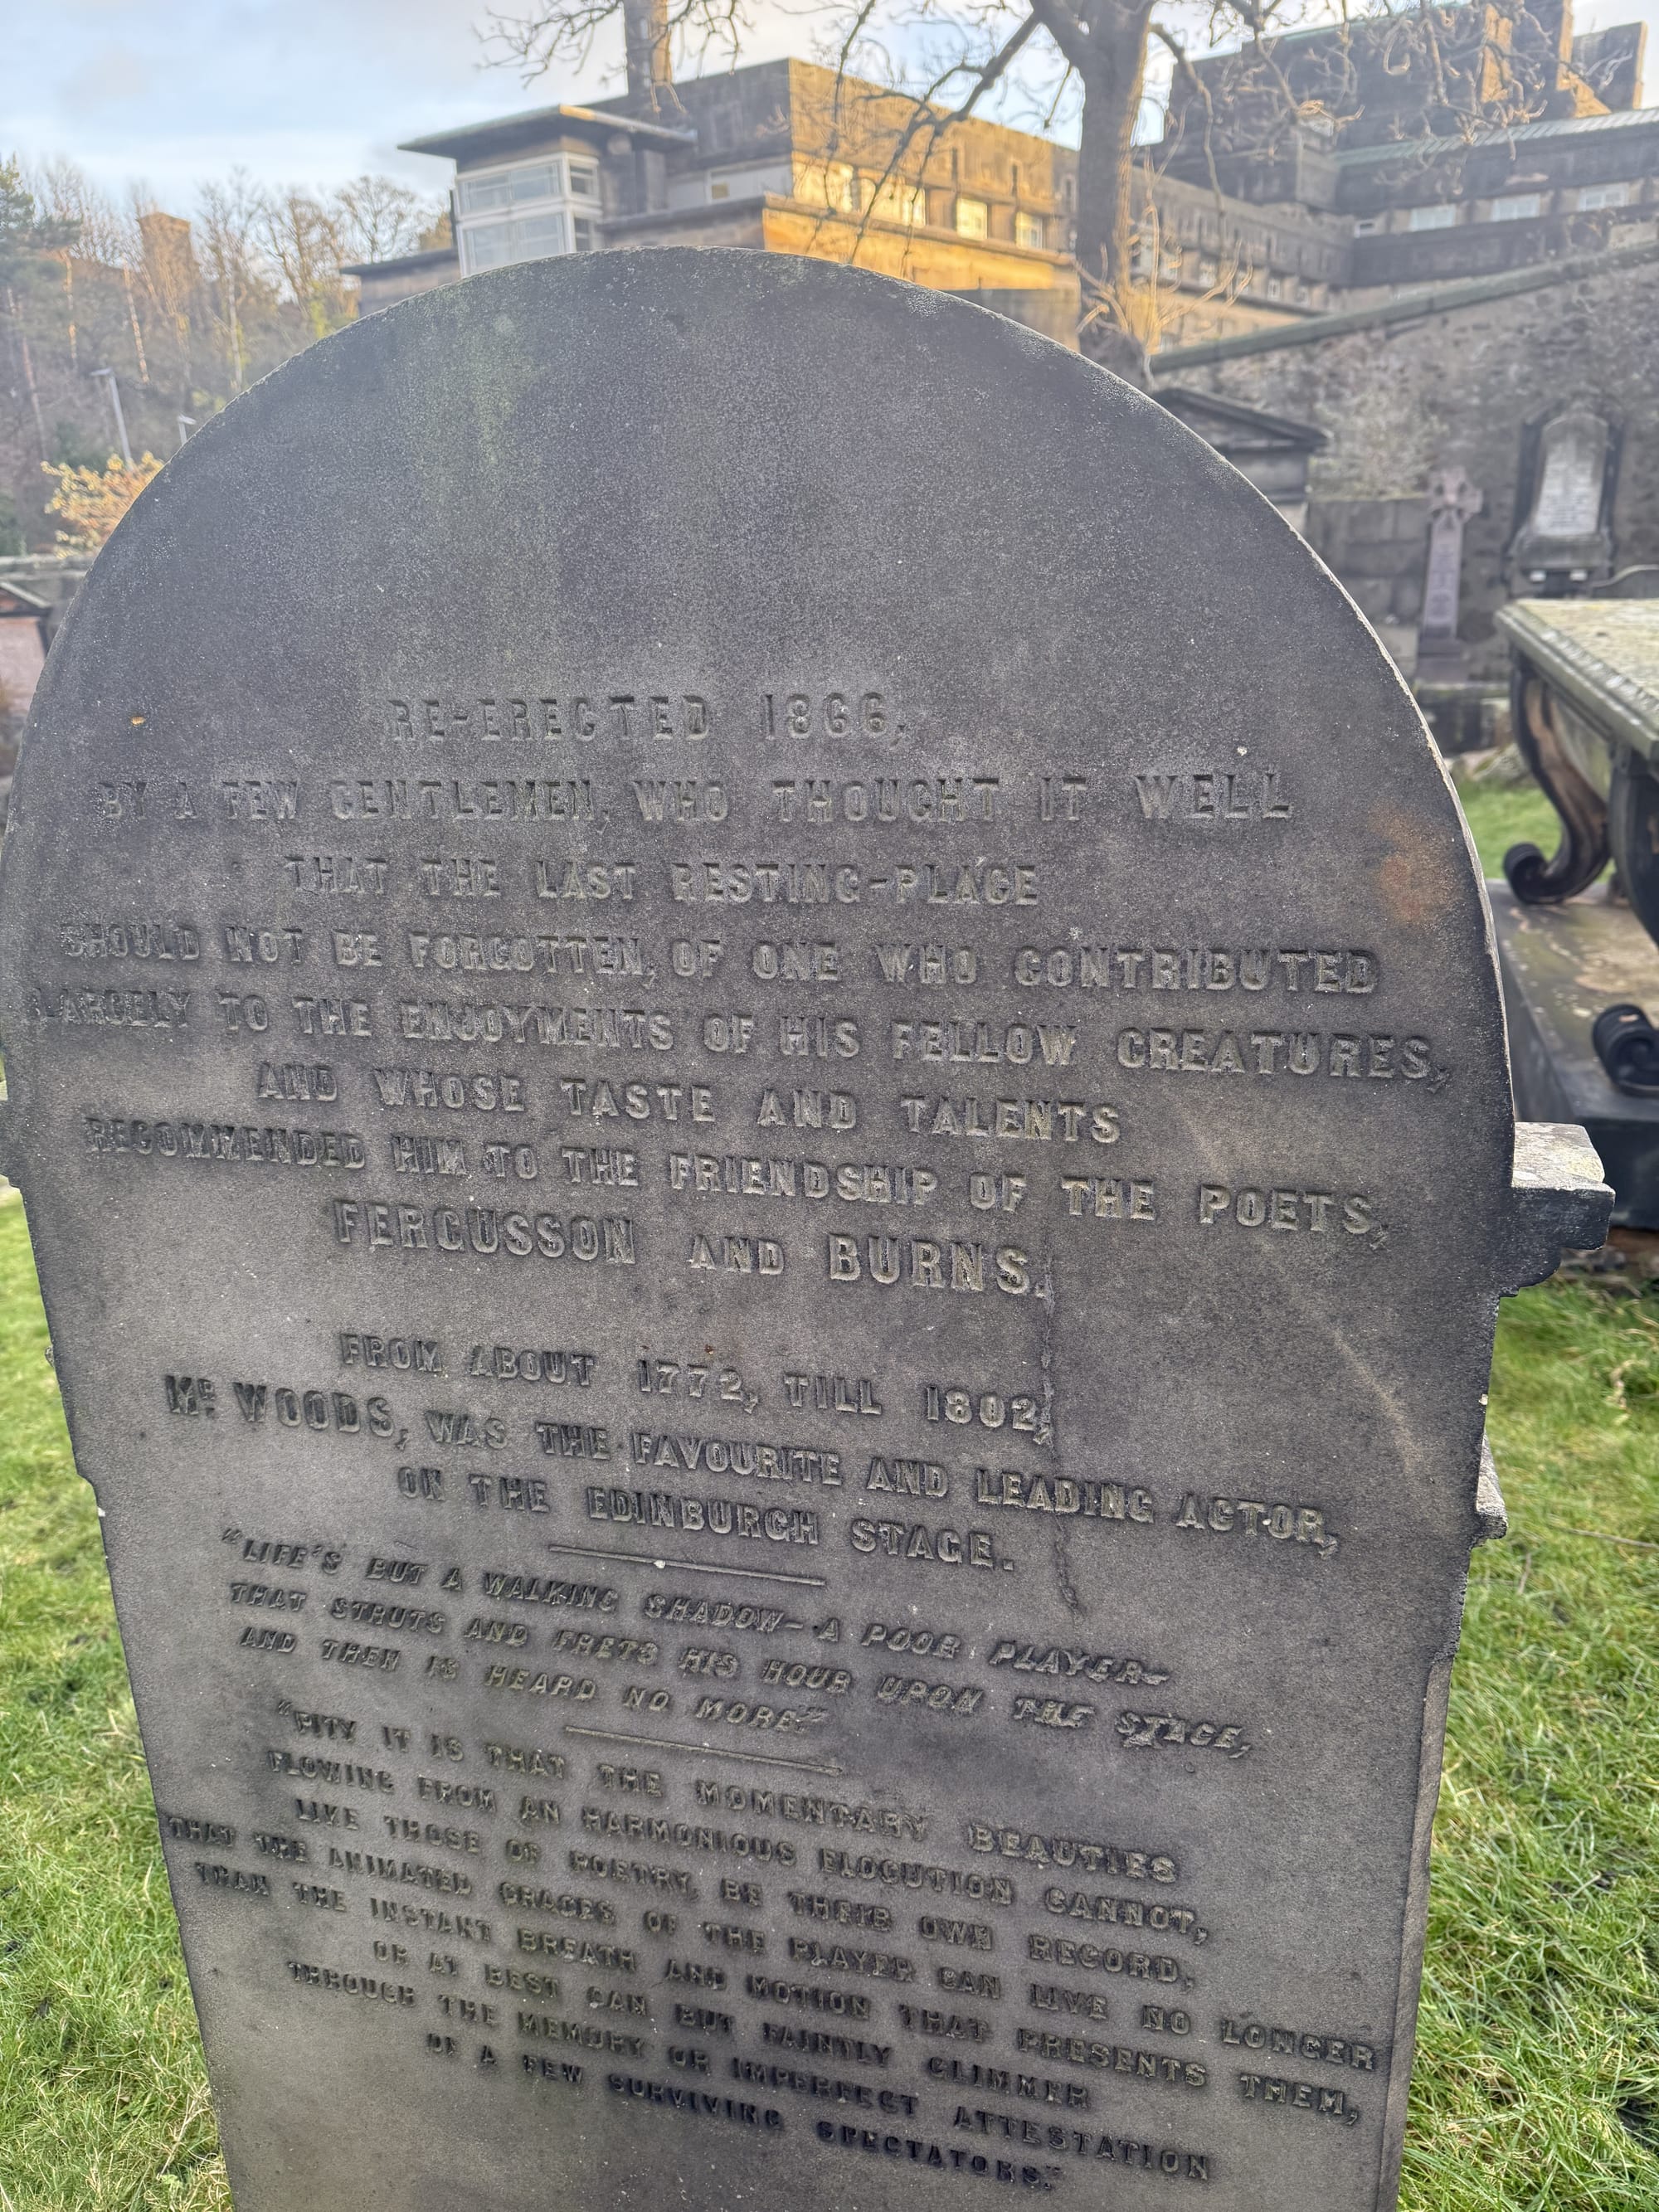 RE-ERECTED 1866,
BY A FEW GENTLEMEN, WHO THOUGHT IT WELL
THAT THE LAST RESTING-PLACE
SHOULD NOT BE FORGOTTEN, OF ONE WHO CONTRIBUTED
LARGELY TO THE ENJOYMENTS OF HIS FELLOW CREATURES,
AND WHOSE TASTE AND TALENTS
RECOMMENDED HIM TO THE FRIENDSHIP OF THE POETS,
FERGUSSON AND BURNS.
FROM ABOUT 1772, TILL 1802,
MR WOODS, WAS THE FAVOURITE AND LEADING ACTOR,
ON THE EDINBURGH STAGE.
"LIFE'S BUT A WALKING SHADOW—A POOR PLAYER—
THAT STRUTS AND FRETS HIS HOUR UPON THE STAGE,
AND THEN IS HEARD NO MORE."
"PITY IT IS THAT THE MOMENTARY BEAUTIES
FLOWING FROM AN HARMONIOUS ELOCUTION CANNOT,
LIKE THOSE OF POETRY, BE THEIR OWN RECORD,
THAT THE ANIMATED GRACES OF THE PLAYER CAN LIVE NO LONGER
THAN THE INSTANT BREATH AND MOTION THAT PRESENTS THEM,
OR AT BEST CAN BUT FAINTLY GLIMMER
THROUGH THE MEMORY OR IMPERFECT ATTESTATION
OF A FEW SURVIVING SPECTATORS."